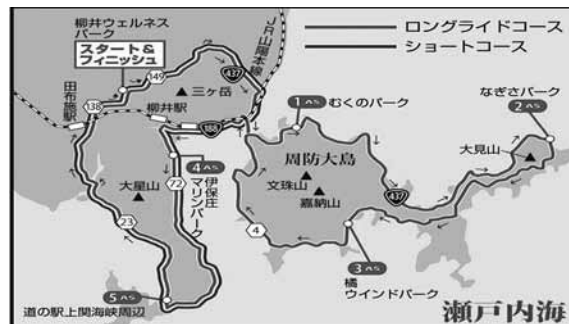 柳井ウェルネス
パーク
スタート&
フィニッシュ
JR山陽本線
ロングライドコース
ショートコース
149
437
138
田布施駅
三ヶ岳
柳井駅
188
1AS むくのパーク
なぎさパーク
2AS
大見山
周防大島
文珠山
嵩納山
4AS
伊保庄
マリンパーク
大星山
72
23
4
437
3AS
橘
ウインドパーク
5AS
道の駅上関海峡周辺
瀬戸内海